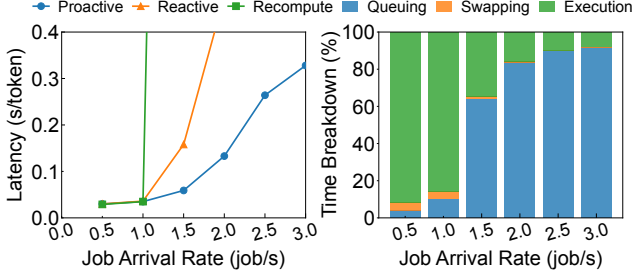 Proactive Reactive Recompute Queuing Swapping Execution
Latency (s/token)
0.4
0.3
0.2
0.1
0.0
0.0 0.5 1.0 1.5 2.0 2.5 3.0
Job Arrival Rate (job/s)
Time Breakdown (%)
100
80
60
40
20
0
0.5 1.0 1.5 2.0 2.5 3.0
Job Arrival Rate (job/s)